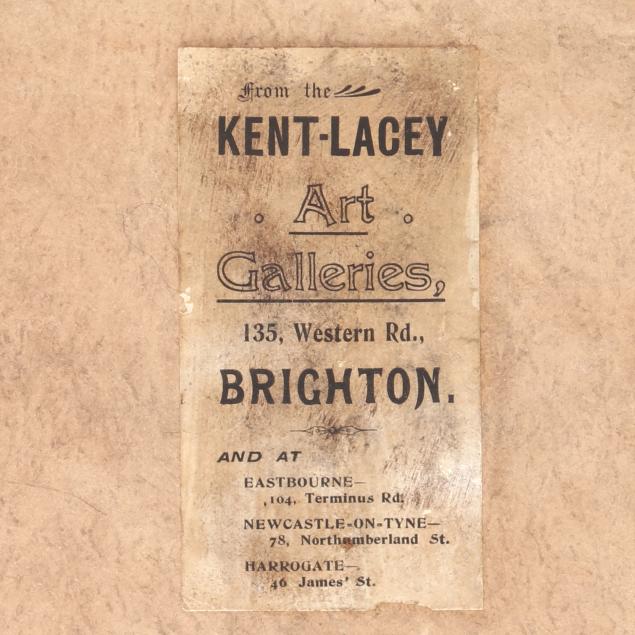 From the
KENT-LACEY
. Art .
Galleries,
135, Western Rd.,
BRIGHTON.
AND AT
EASTBOURNE—
104, Terminus Rd.
NEWCASTLE-ON-TYNE—
78, Northumberland St.
HARROGATE—
46 James' St.